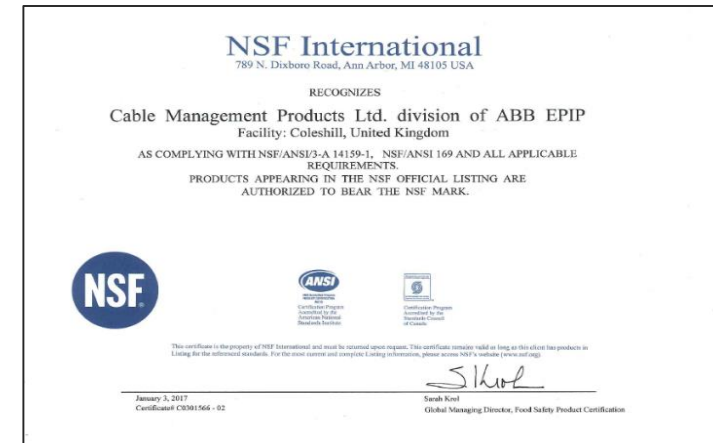 NSF International
789 N. Dixboro Road, Ann Arbor, MI 48105 USA
RECOGNIZES
Cable Management Products Ltd. division of ABB EPIP
Facility: Coleshill, United Kingdom
AS COMPLYING WITH NSF/ANSI/3-A 14159-1, NSF/ANSI 169 AND ALL APPLICABLE
REQUIREMENTS.
PRODUCTS APPEARING IN THE NSF OFFICIAL LISTING ARE
AUTHORIZED TO BEAR THE NSF MARK.
NSF
ANSI
Certification Program
Accredited by the
American National
Standards Institute
Certification Program
Accredited by the
Standards Council
of Canada
This certificate is the property of NSF International and must be returned upon request. This certificate remains valid as long as this client has products in
Listing for the referenced standards. For the most current and complete Listing information, please access NSF's website (www.nsf.org).
S. Krol
January 3, 2017
Certificate# C0301566 - 02
Sarah Krol
Global Managing Director, Food Safety Product Certification